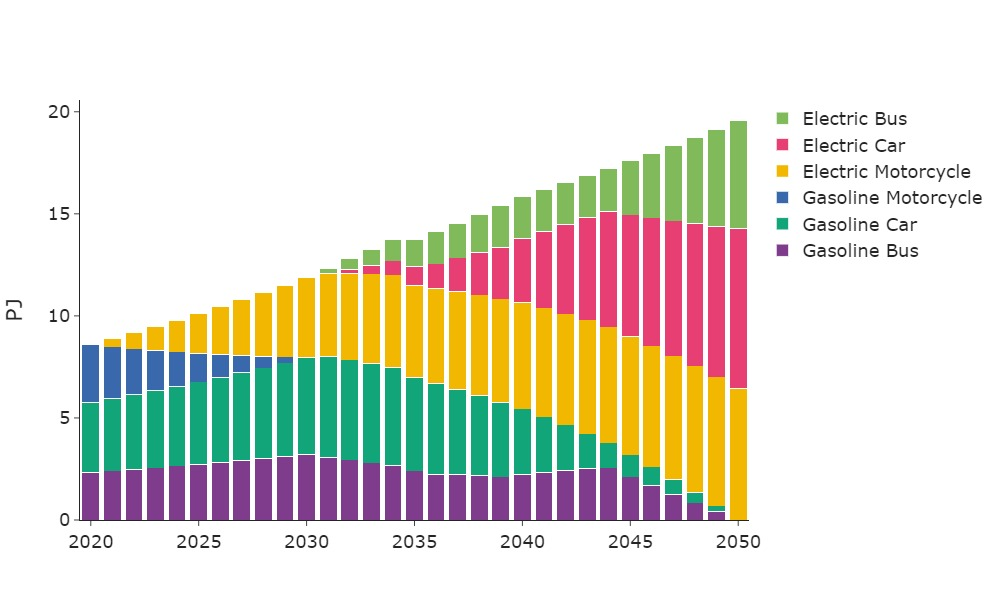 PJ
20
15
10
5
0
2020 2025 2030 2035 2040 2045 2050
Electric Bus
Electric Car
Electric Motorcycle
Gasoline Motorcycle
Gasoline Car
Gasoline Bus